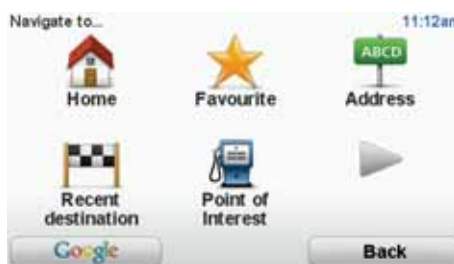 Navigate to...
11:12am
ABCD
Home
Favourite
Address
Recent
destination
Point of
Interest
Google
Back